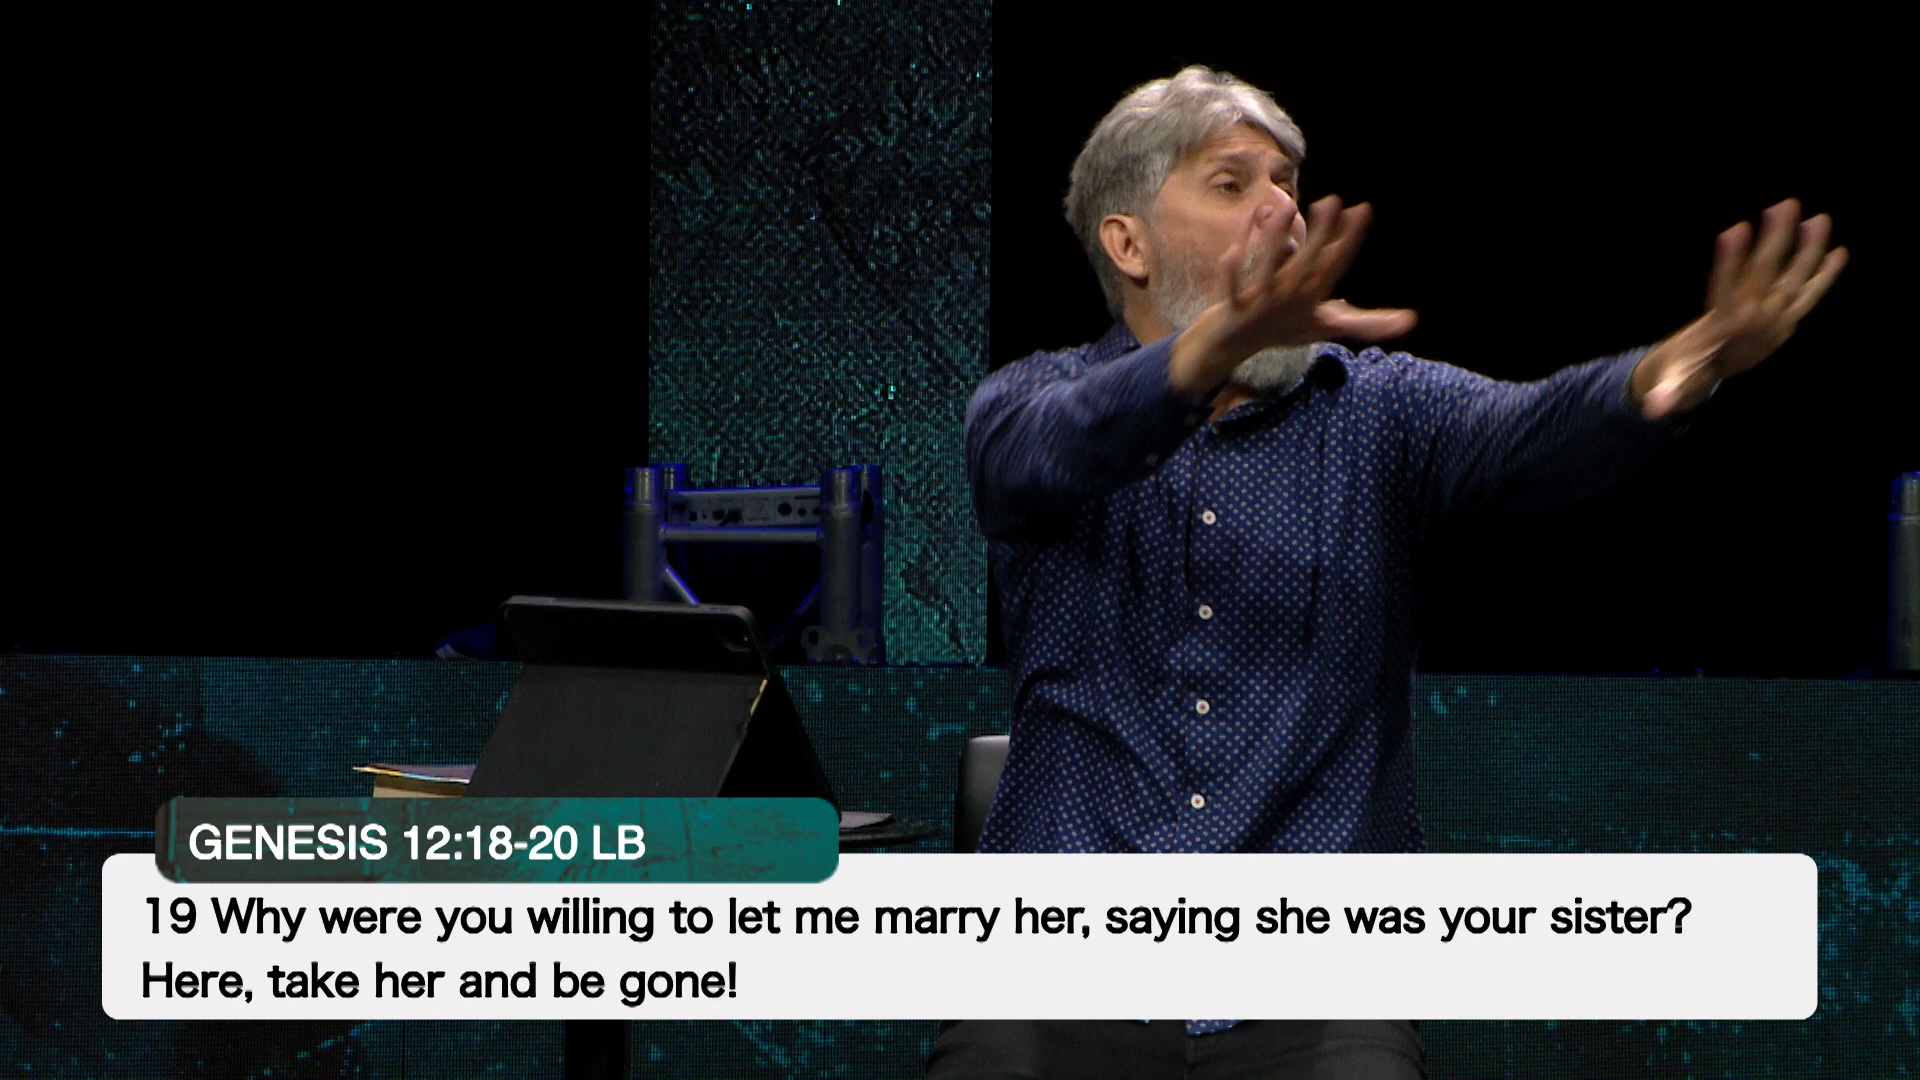 GENESIS 12:18-20 LB
19 Why were you willing to let me marry her, saying she was your sister?
Here, take her and be gone!